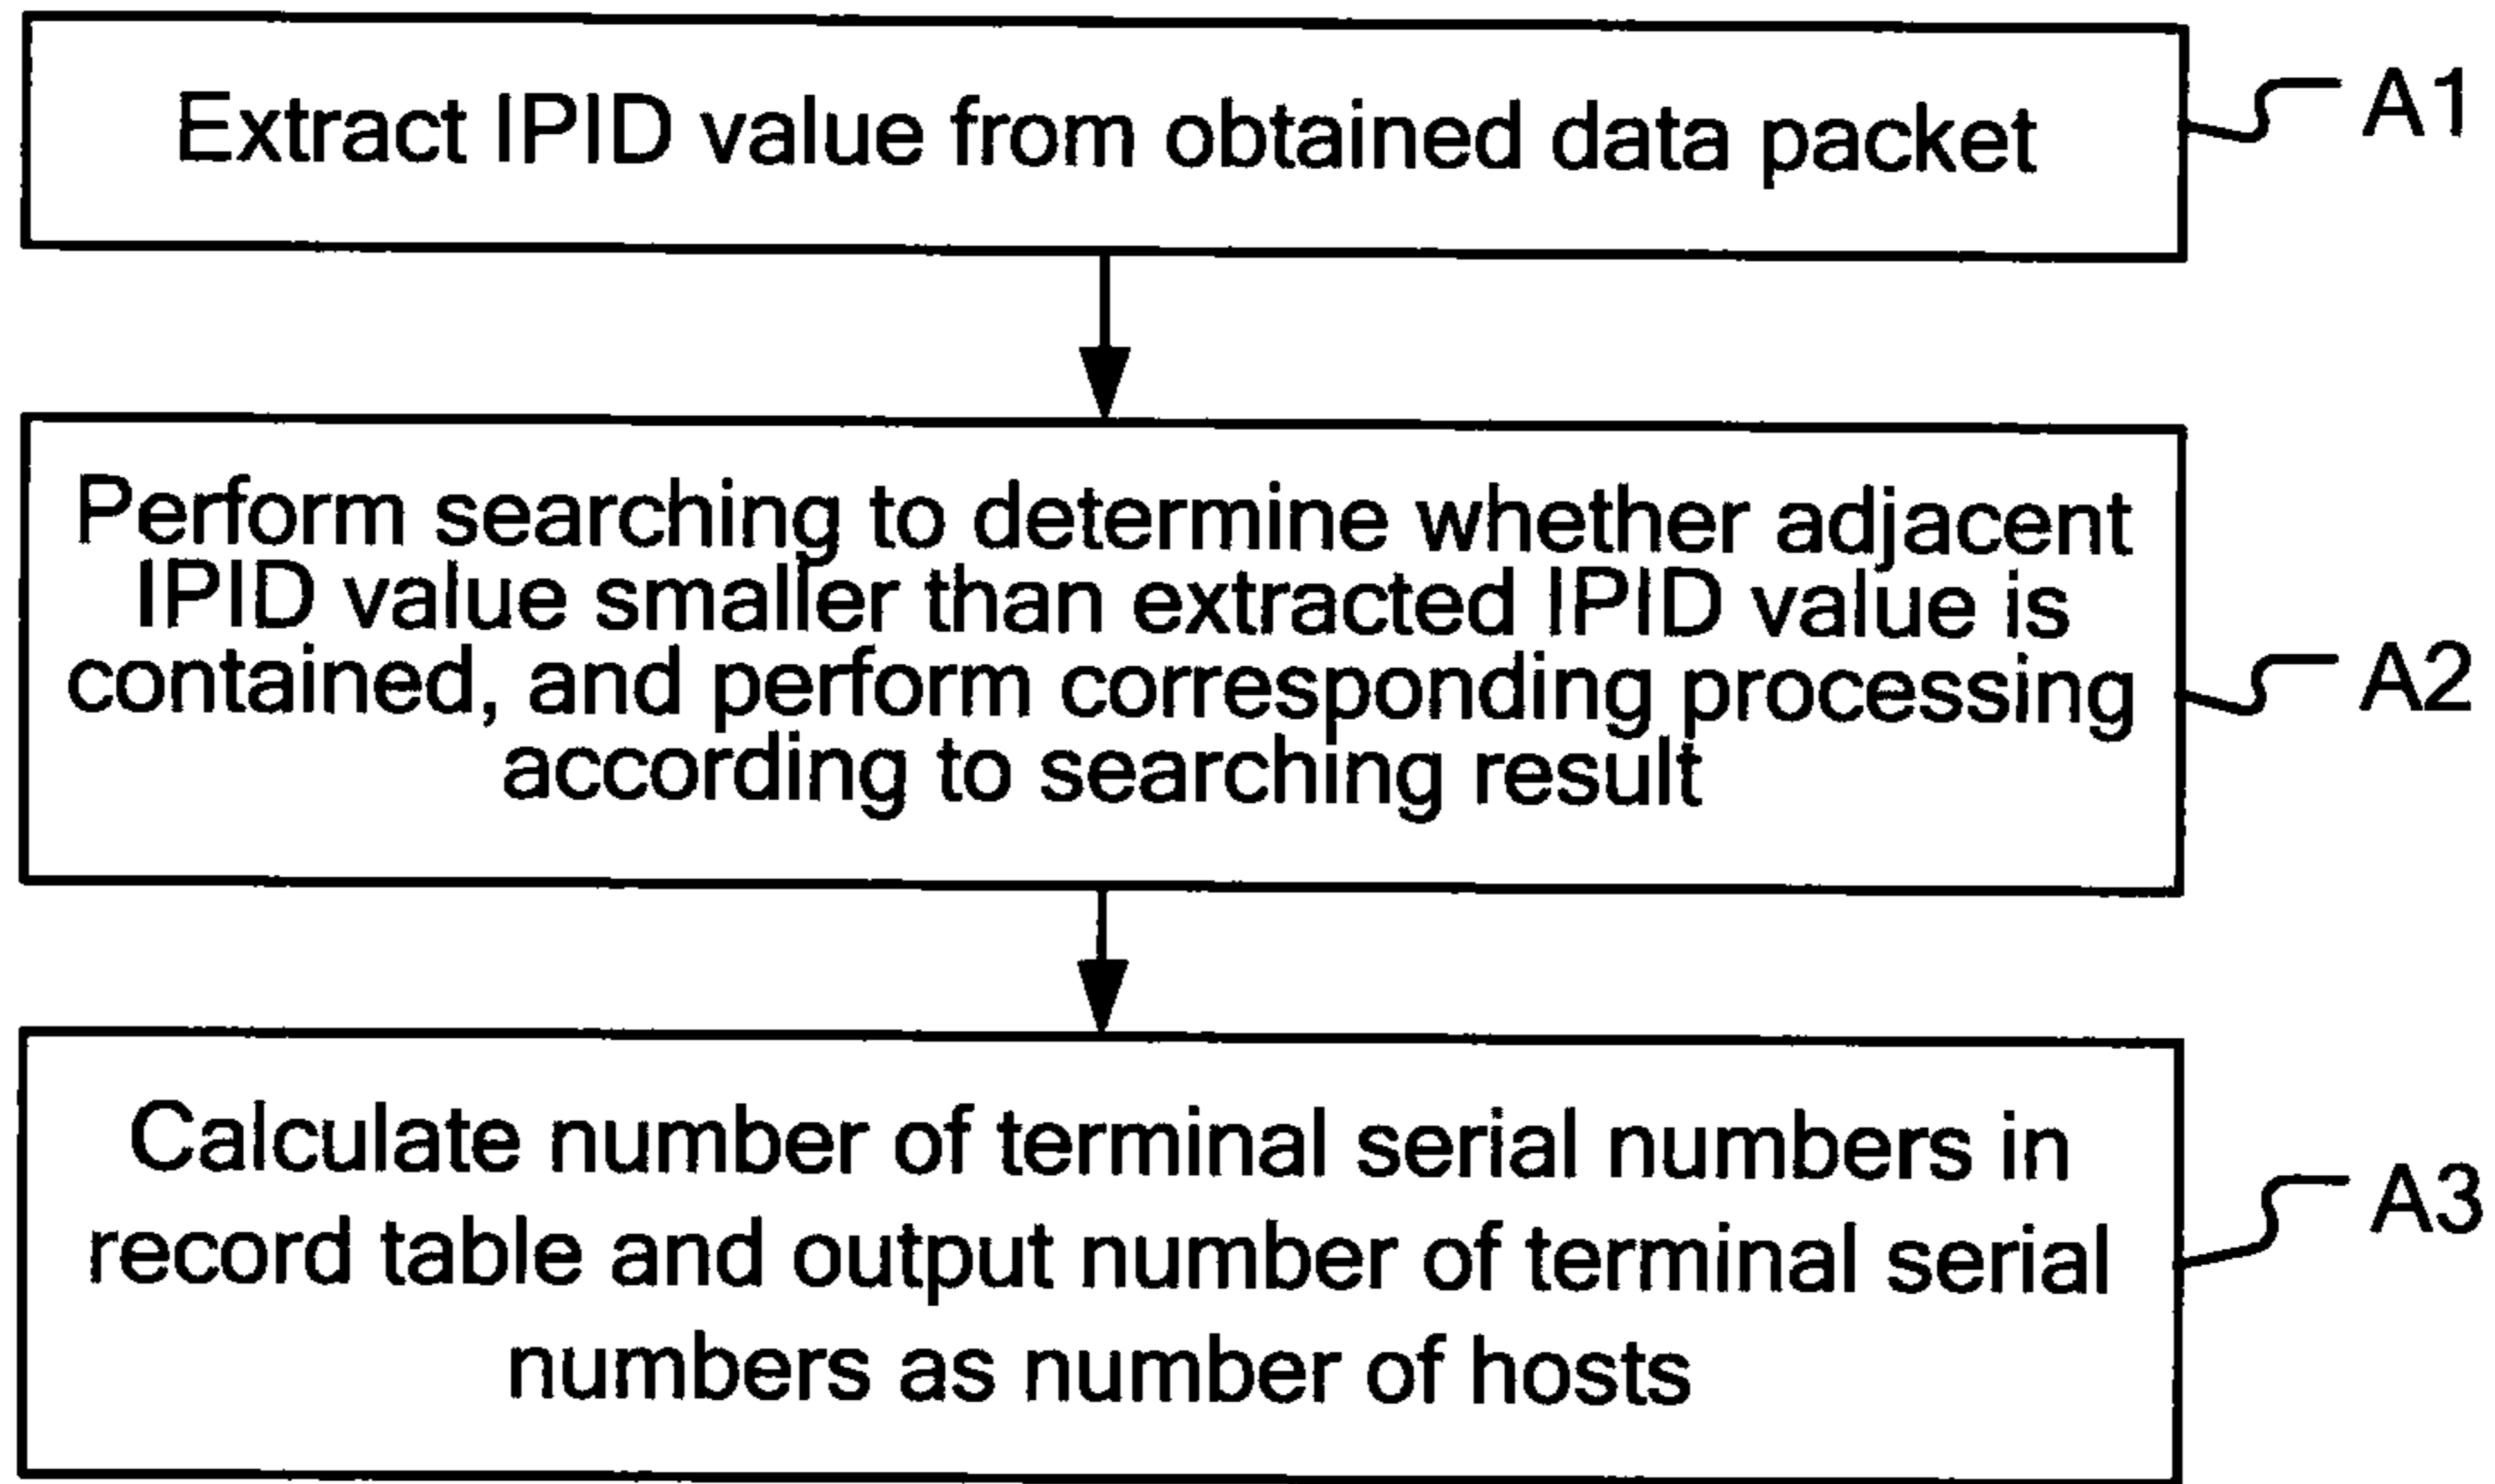 Extract IPID value from obtained data packet
A1
Perform searching to determine whether adjacent
IPID value smaller than extracted IPID value is
contained, and perform corresponding processing
according to searching result
A2
Calculate number of terminal serial numbers in
record table and output number of terminal serial
numbers as number of hosts
A3